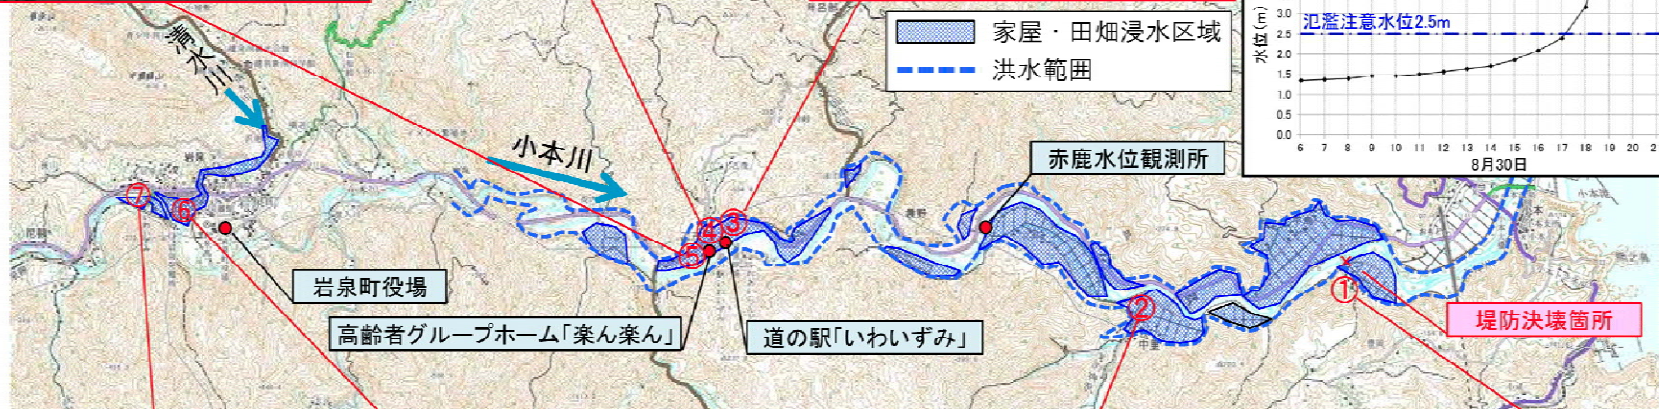 家屋・田畑浸水区域
洪水範囲
水位(m)
3.0
氾濫注意水位2.5m
2.5
2.0
1.5
1.0
0.5
0.0
6 7 8 9 10 11 12 13 14 15 16 17 18 19 20 21
8月30日
清水川
小本川
赤鹿水位観測所
⑦
⑥
⑤
④
③
②
①
岩泉町役場
高齢者グループホーム「楽ん楽ん」
道の駅「いわいずみ」
堤防決壊箇所
岩泉
中里